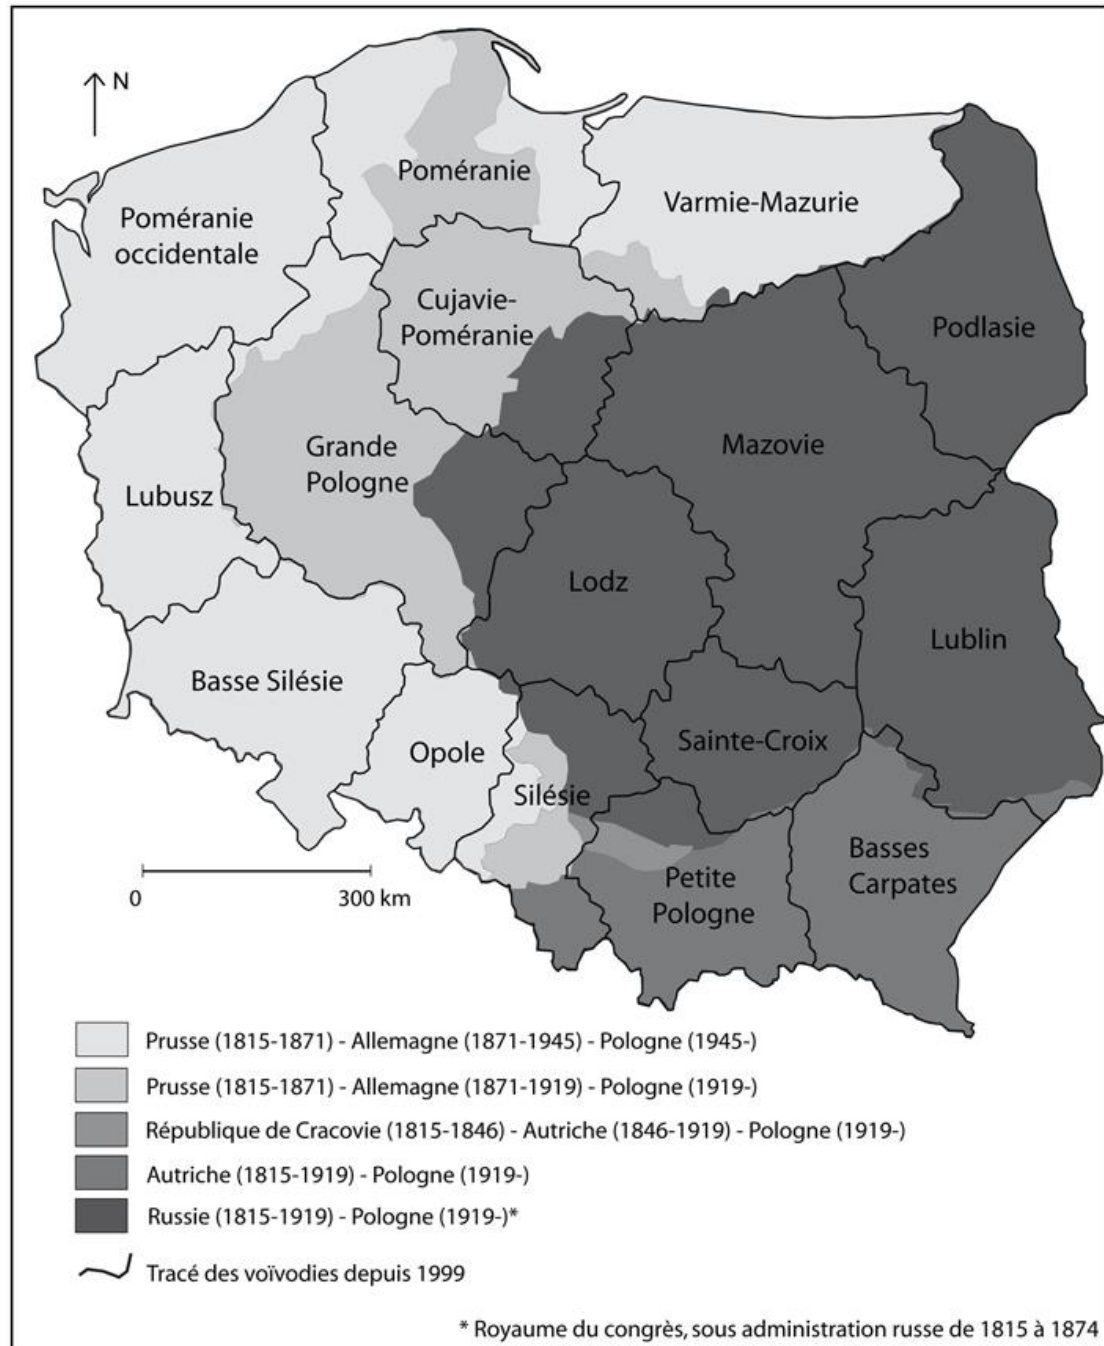 N
Poméranie
Varmie-Mazurie
Poméranie
occidentale
Cujavie-
Poméranie
Podlasie
Grande
Pologne
Mazovie
Lubusz
Lodz
Lublin
Basse Silésie
Sainte-Croix
Opole
Silésie
Basses
Carpates
Petite
Pologne
0
300 km
Prusse (1815-1871) - Allemagne (1871-1945) - Pologne (1945-)
Prusse (1815-1871) - Allemagne (1871-1919) - Pologne (1919-)
République de Cracovie (1815-1846) - Autriche (1846-1919) - Pologne (1919-)
Autriche (1815-1919) - Pologne (1919-)
Russie (1815-1919) - Pologne (1919-)*
Tracé des voïvodies depuis 1999
* Royaume du congrès, sous administration russe de 1815 à 1874